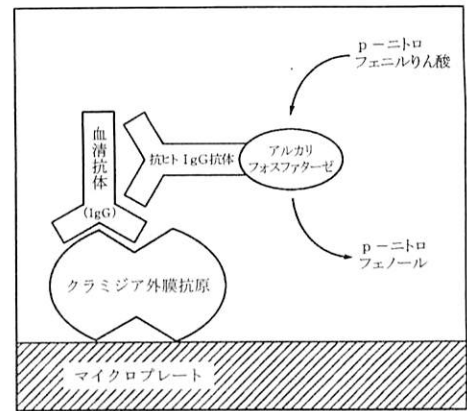 p－ニトロ
フェニルりん酸
血清抗体
(IgG)
抗ヒト IgG抗体
アルカリ
フォスファターゼ
p－ニトロ
フェノール
クラミジア外膜抗原
マイクロプレート